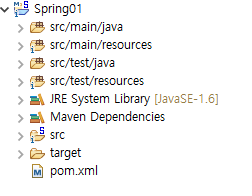 Spring01
src/main/java
src/main/resources
src/test/java
src/test/resources
JRE System Library [JavaSE-1.6]
Maven Dependencies
src
target
pom.xml